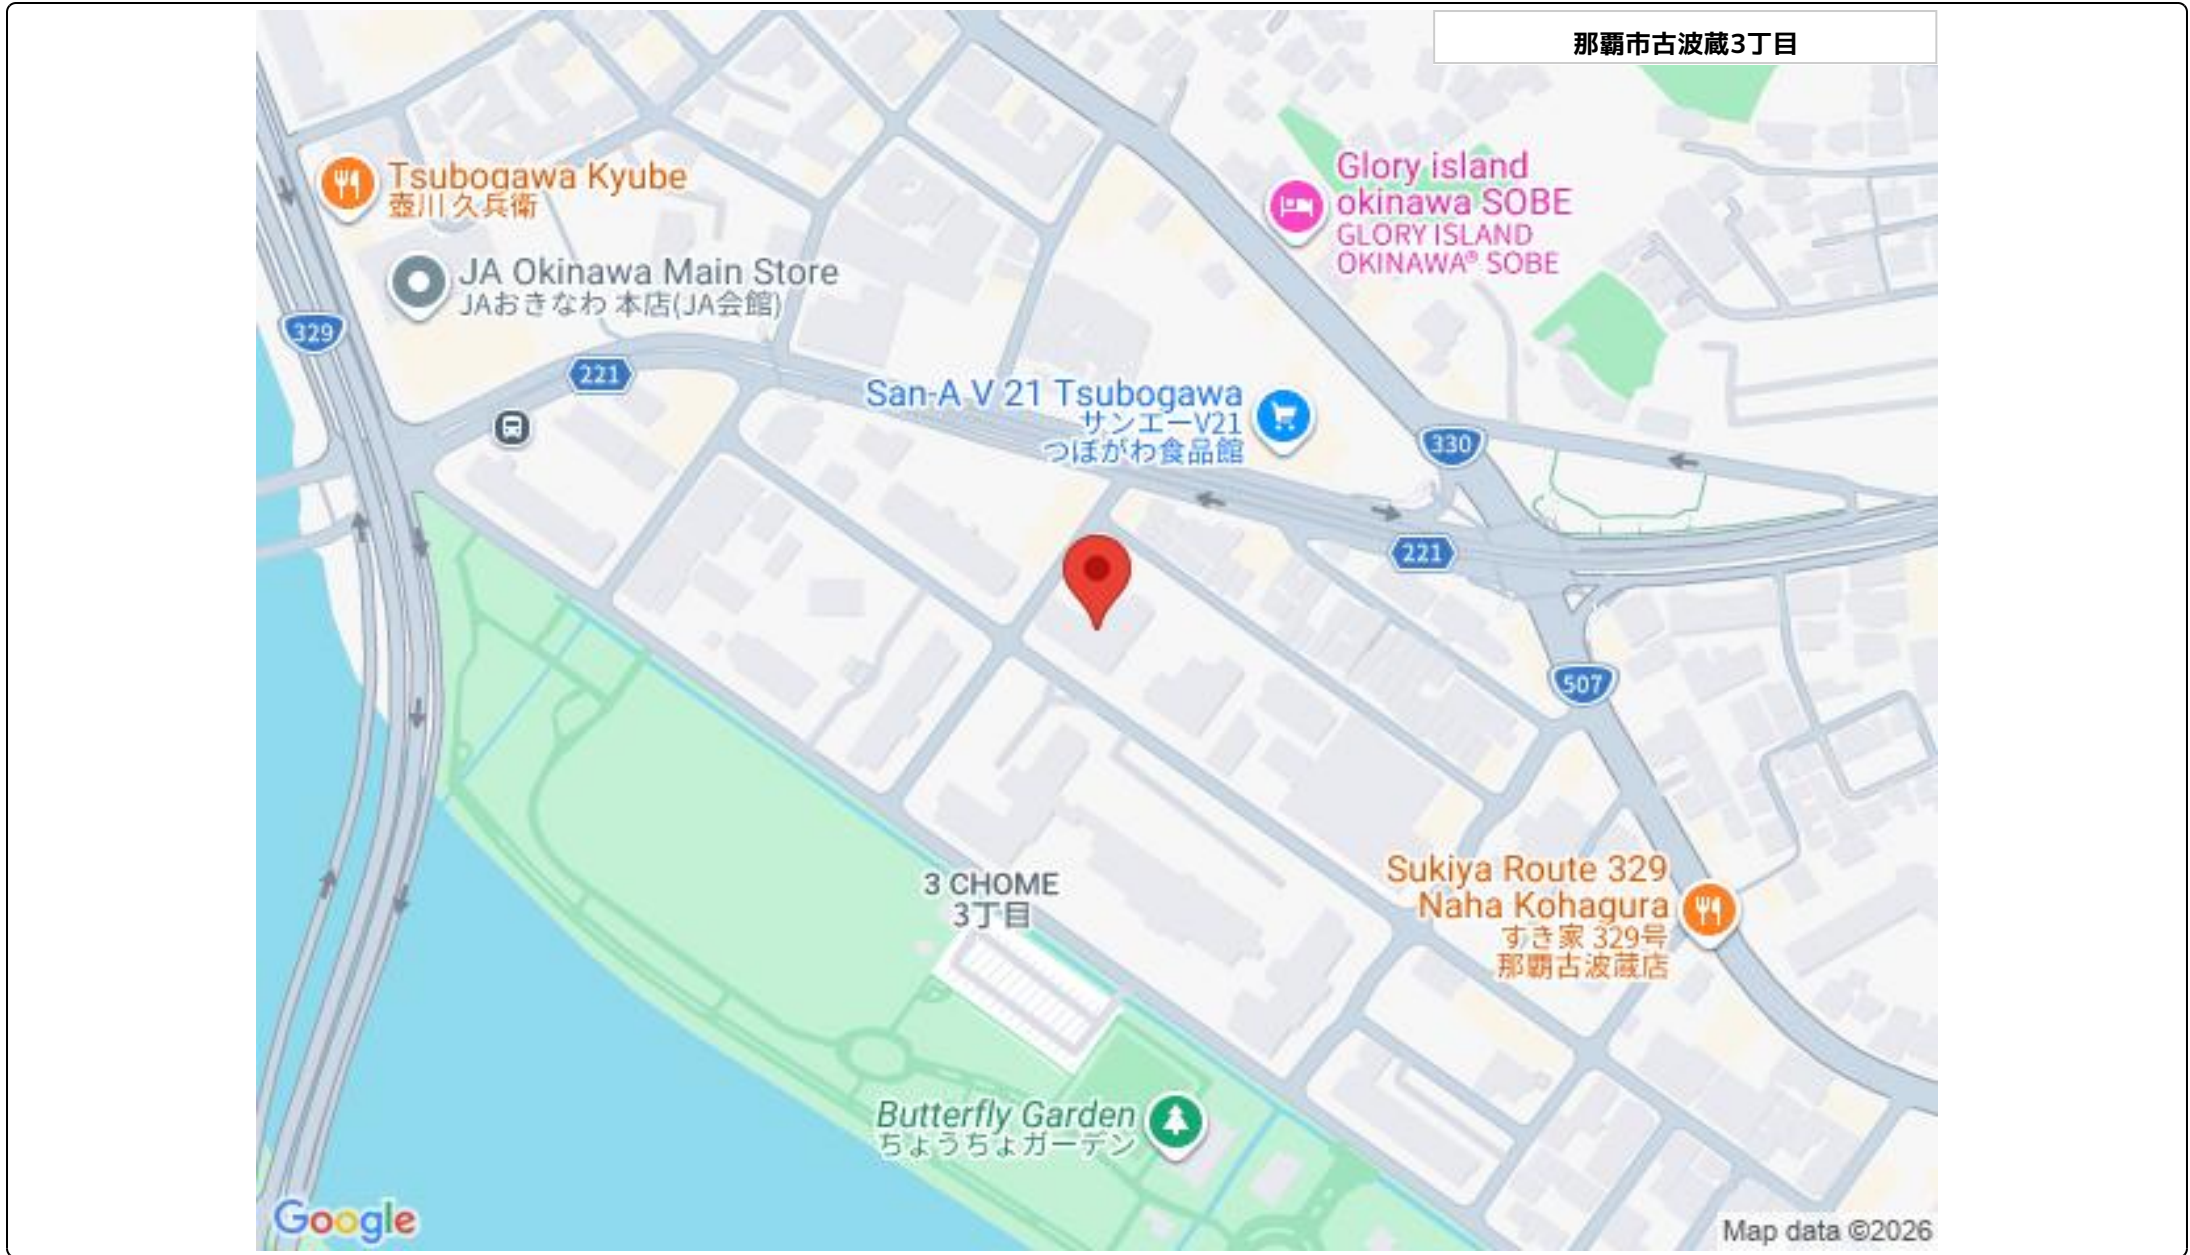 那覇市古波蔵3丁目
Glory island
okinawa SOBE
GLORY ISLAND
OKINAWA® SOBE
Tsubogawa Kyube
壺川 久兵衛
JA Okinawa Main Store
JAおきなわ 本店(JA会館)
329
221
San-A V 21 Tsubogawa
サンエーV21
つぼがわ食品館
330
221
507
Sukiya Route 329
Naha Kohagura
すき家 329号
那覇古波蔵店
3 CHOME
3丁目
Butterfly Garden
ちょうちょガーデン
Google
Map data ©2026